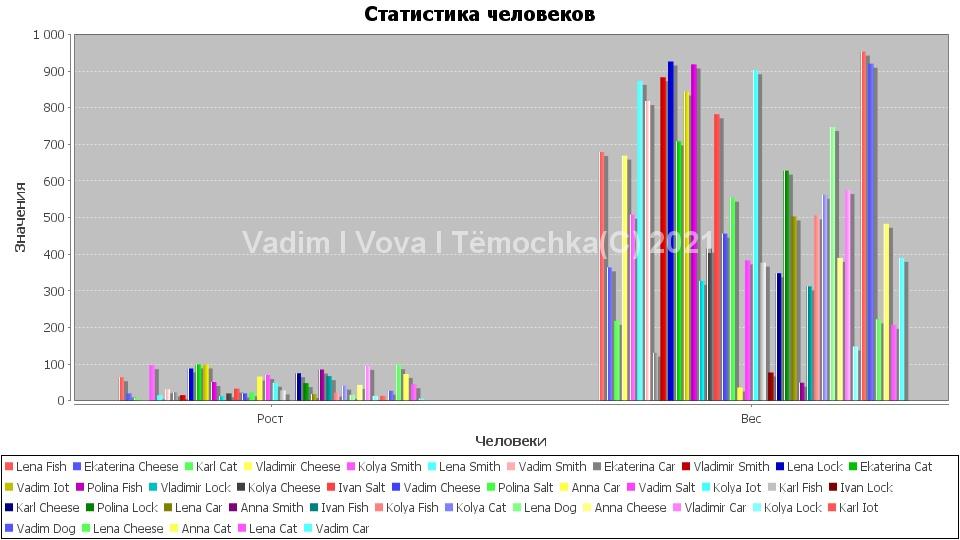 Статистика человеков
1 000
900
800
700
600
500
400
300
200
100
0
Значения
Vadim I Vova I Tёmochka(C) 2021
Рост
Вес
Человеки
Lena Fish Ekaterina Cheese Karl Cat Vladimir Cheese Kolya Smith Lena Smith Vadim Smith Ekaterina Car Vladimir Smith Lena Lock Ekaterina Cat
Vadim Iot Polina Fish Vladimir Lock Kolya Cheese Ivan Salt Vadim Cheese Polina Salt Anna Car Vadim Salt Kolya Iot Karl Fish Ivan Lock
Karl Cheese Polina Lock Lena Car Anna Smith Ivan Fish Kolya Fish Kolya Cat Lena Dog Anna Cheese Vladimir Car Kolya Lock Karl Iot
Vadim Dog Lena Cheese Anna Cat Lena Cat Vadim Car